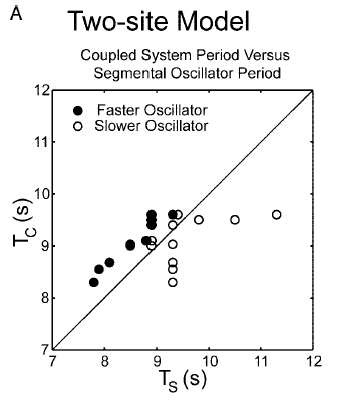 A
Two-site Model
Coupled System Period Versus
Segmental Oscillator Period
Faster Oscillator
Slower Oscillator
12
11
10
9
8
7
T_C (s)
7 8 9 10 11 12
T_S (s)